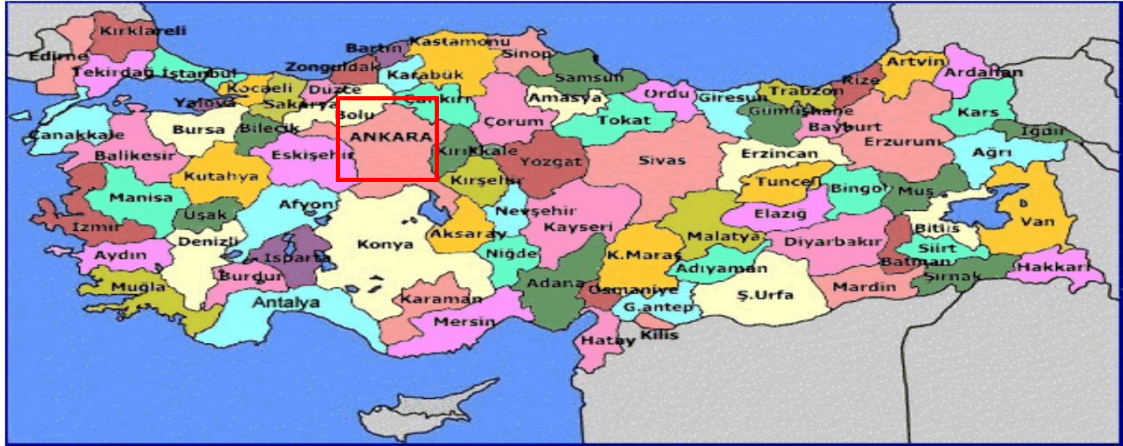 Kırklareli
Edirne
Tekirdağ
İstanbul
Kocaeli
Yalova
Sakarya
Düzce
Zonguldak
Bartın
Karabük
Kastamonu
Sinop
Samsun
Ordu
Giresun
Trabzon
Rize
Artvin
Ardahan
Kars
Iğdır
Ağrı
Erzurum
Bayburt
Gümüşhane
Erzincan
Tokat
Amasya
Çorum
Bolu
ANKARA
Kırıkkale
Kırşehir
Yozgat
Sivas
Çanakkale
Bursa
Bilecik
Eskişehir
Balikesir
Kutahya
Manisa
Uşak
Afyon
İzmir
Aydın
Denizli
Muğla
Burdur
Isparta
Antalya
Konya
Karaman
Mersin
Aksaray
Nevşehir
Niğde
Kayseri
Adana
K.Maraş
Osmaniye
Hatay
Kilis
G.antep
Adıyaman
Malatya
Ş.Urfa
Elazığ
Tuncel
Bingöl
Muş
Bitlis
Van
Diyarbakır
Batman
Siirt
Şırnak
Mardin
Hakkari